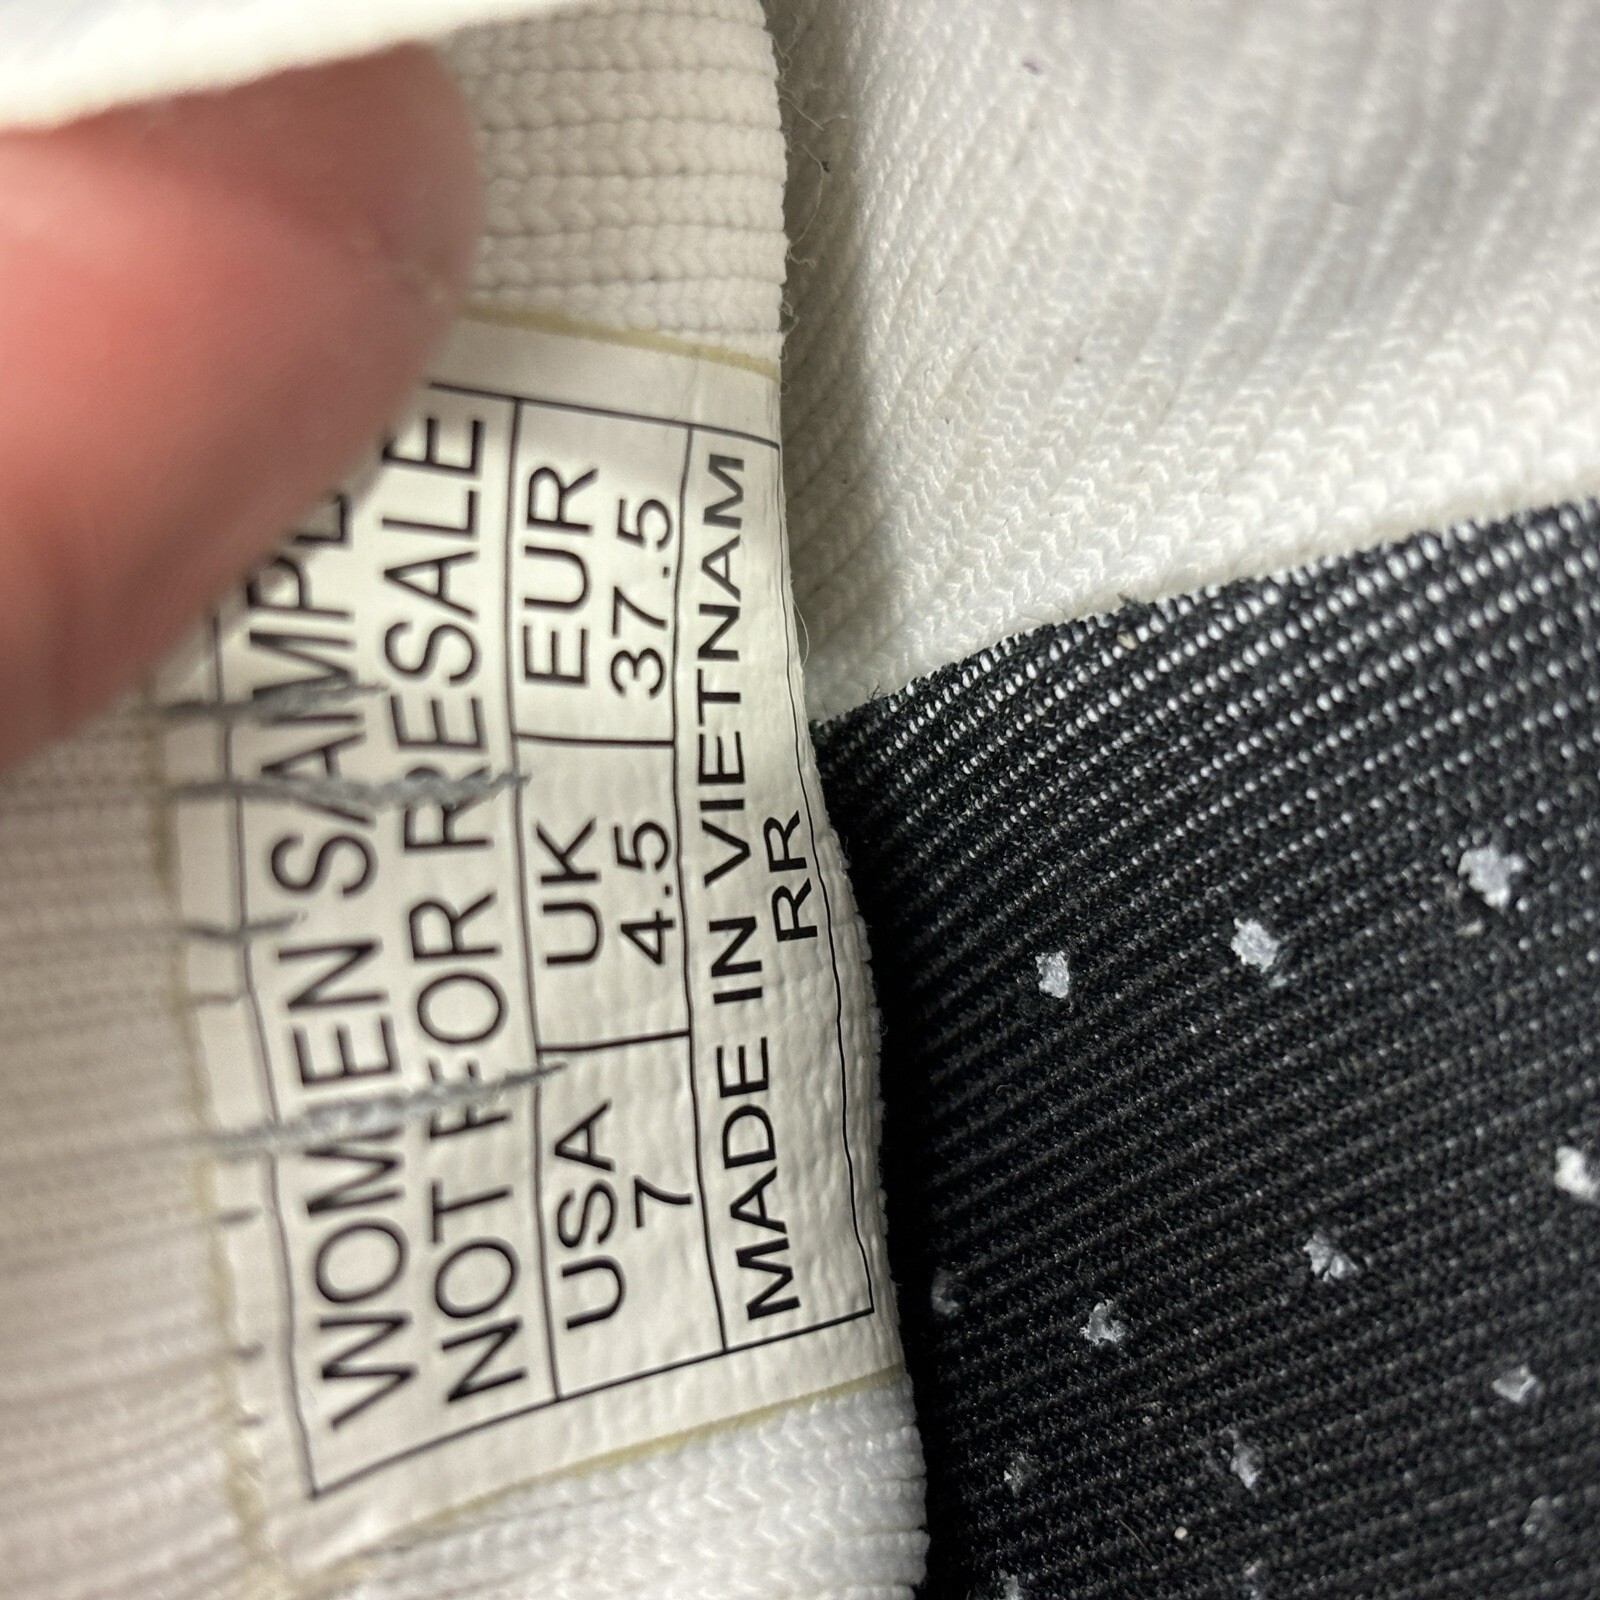 WOMEN SAMPLE
NOT FOR RESALE
USA UK EUR
7 4.5 37.5
MADE IN VIETNAM
RR